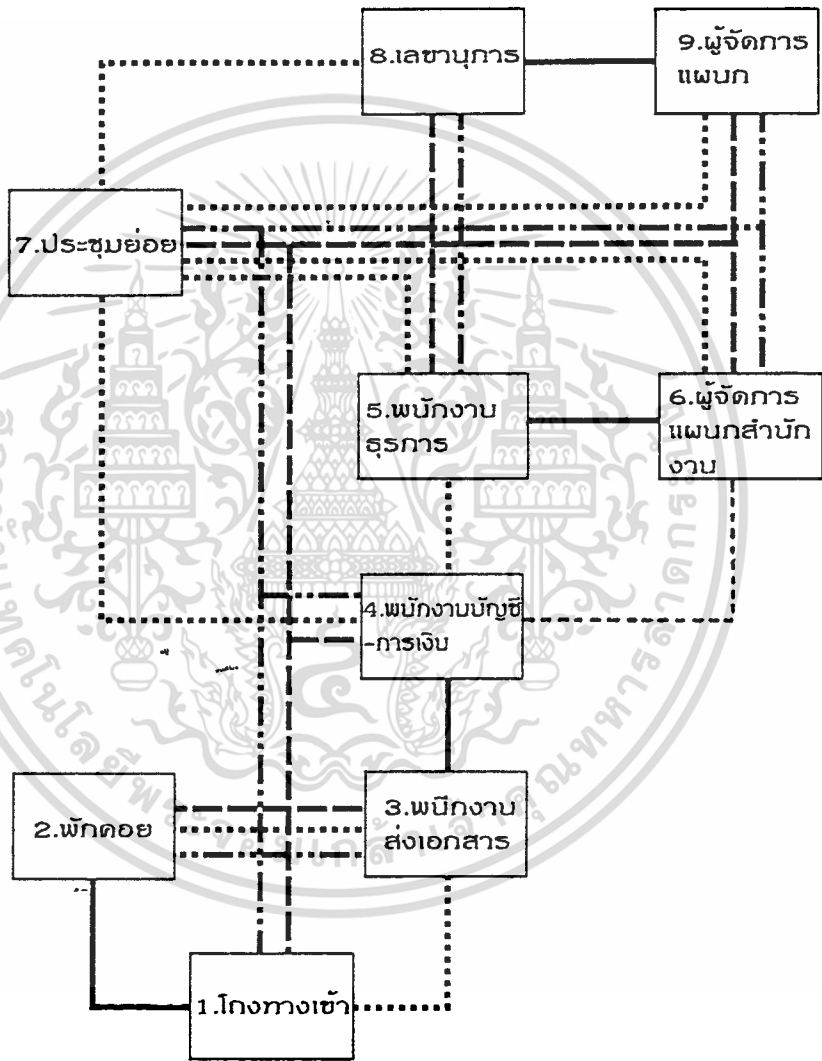 8.เลขานุการ
9.ผู้จัดการ
แผนก
7.ประชุมย่อย
5.พนักงาน
ธุรการ
6.ผู้จัดการ
แผนกสำนัก
งาน
4.พนักงานบัญชี
-การเงิน
2.พักคอย
3.พนักงาน
ส่งเอกสาร
1.โถงทางเข้า